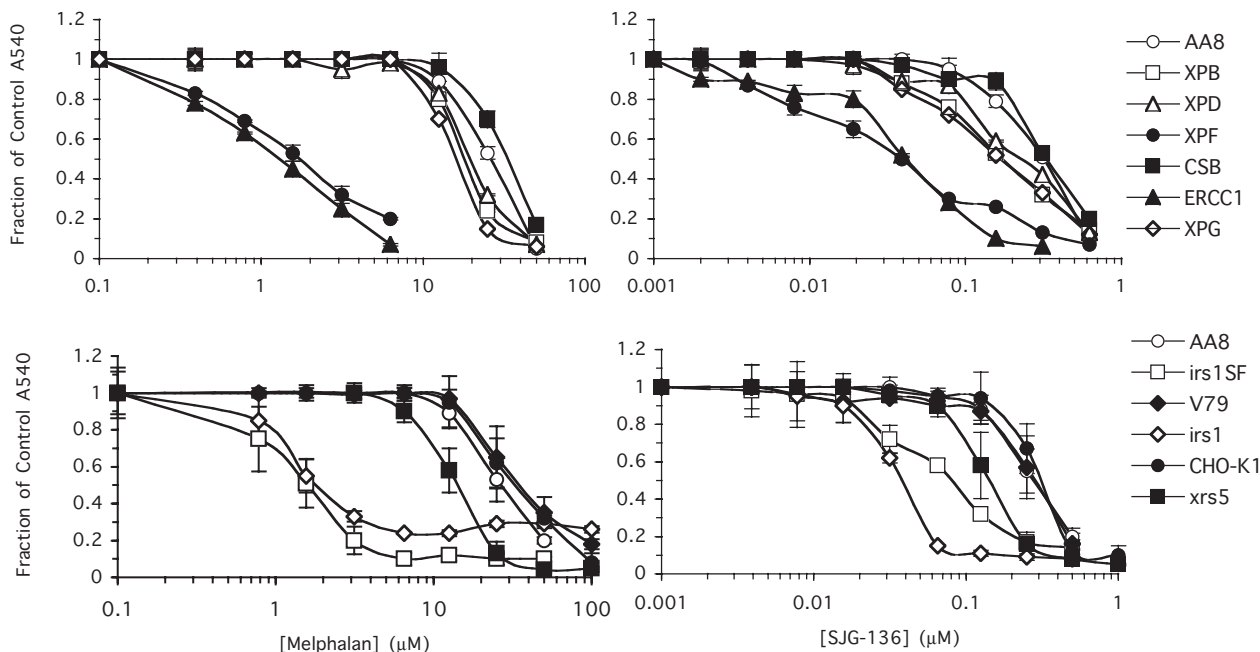 1.2
1
0.8
0.6
0.4
0.2
0
0.1
1
10
100
Fraction of Control A540
1.2
1
0.8
0.6
0.4
0.2
0
0.001
0.01
0.1
1
AA8
XPB
XPD
XPF
CSB
ERCC1
XPG
1.2
1
0.8
0.6
0.4
0.2
0
0.1
1
10
100
Fraction of Control A540
[Melphalan] (μM)
1.2
1
0.8
0.6
0.4
0.2
0
0.001
0.01
0.1
1
[SJG-136] (μM)
AA8
irs1SF
V79
irs1
CHO-K1
xrs5